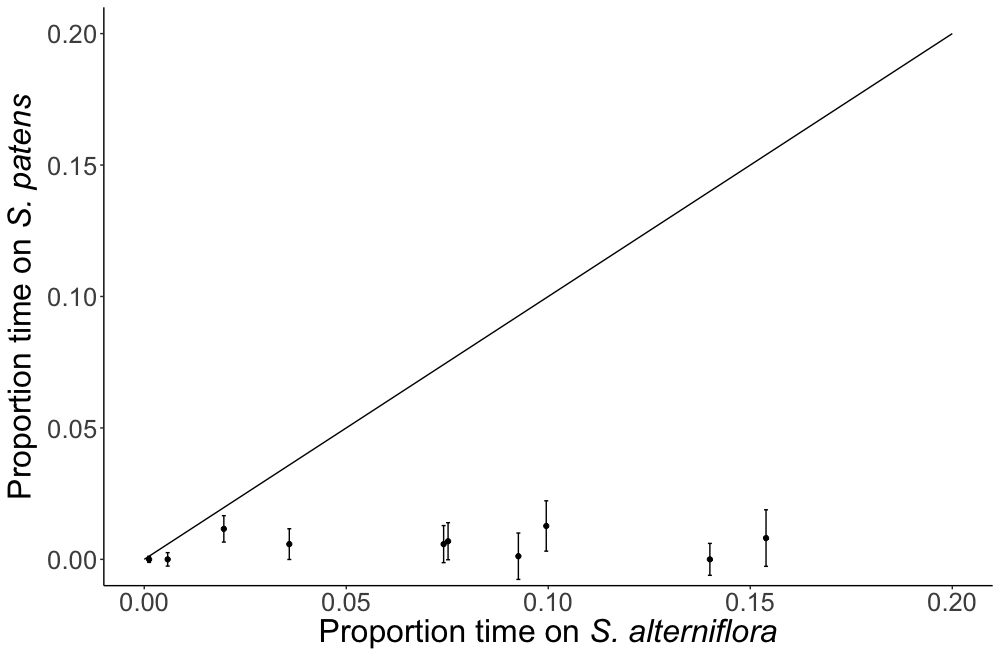 Proportion time on S. patens
0.20
0.15
0.10
0.05
0.00
0.00 0.05 0.10 0.15 0.20
Proportion time on S. alterniflora